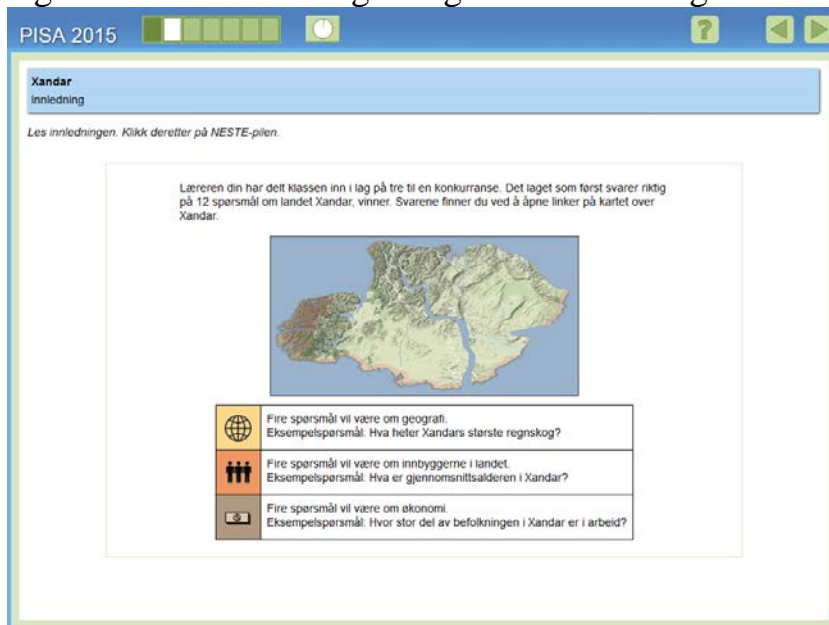 PISA 2015
?
Xandar
Innledning
Les innledningen. Klikk deretter på NESTE-pilen.
Læreren din har delt klassen inn i lag på tre til en konkurranse. Det laget som først svarer riktig
på 12 spørsmål om landet Xandar, vinner. Svarene finner du ved å åpne linker på kartet over
Xandar.
Fire spørsmål vil være om geografi.
Eksempelspørsmål: Hva heter Xandars største regnskog?
Fire spørsmål vil være om innbyggerne i landet.
Eksempelspørsmål: Hva er gjennomsnittsalderen i Xandar?
Fire spørsmål vil være om økonomi.
Eksempelspørsmål: Hvor stor del av befolkningen i Xandar er i arbeid?